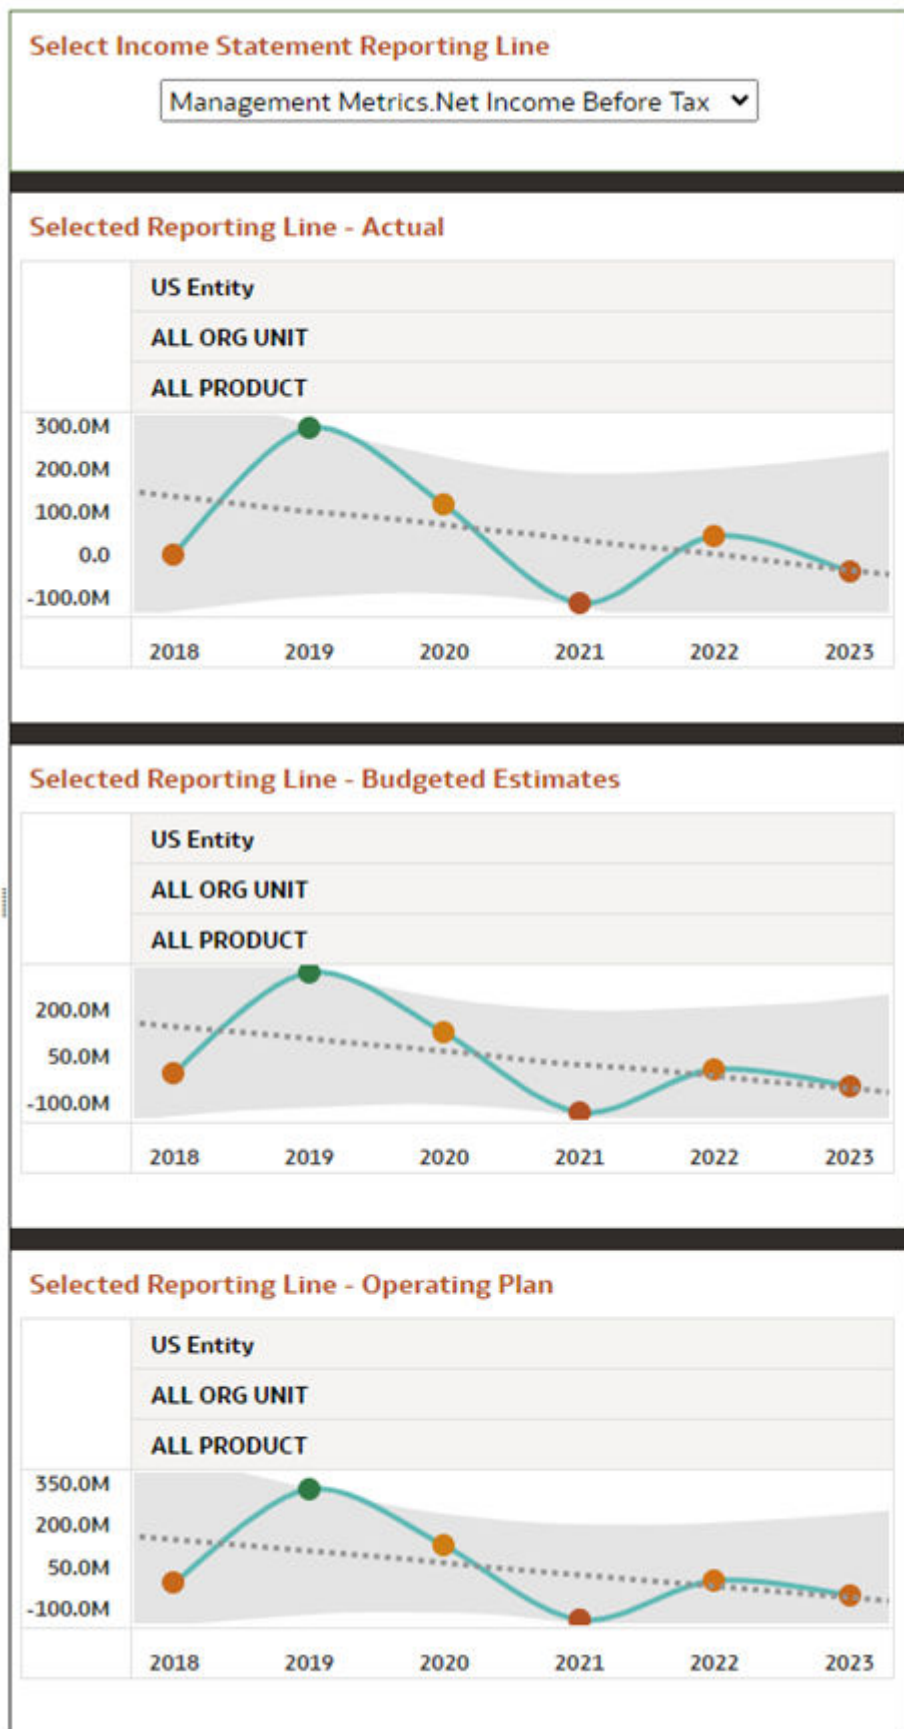 Select Income Statement Reporting Line
Management Metrics.Net Income Before Tax
Selected Reporting Line - Actual
US Entity
ALL ORG UNIT
ALL PRODUCT
300.0M
200.0M
100.0M
0.0
-100.0M
2018 2019 2020 2021 2022 2023
Selected Reporting Line - Budgeted Estimates
US Entity
ALL ORG UNIT
ALL PRODUCT
200.0M
50.0M
-100.0M
2018 2019 2020 2021 2022 2023
Selected Reporting Line - Operating Plan
US Entity
ALL ORG UNIT
ALL PRODUCT
350.0M
200.0M
50.0M
-100.0M
2018 2019 2020 2021 2022 2023